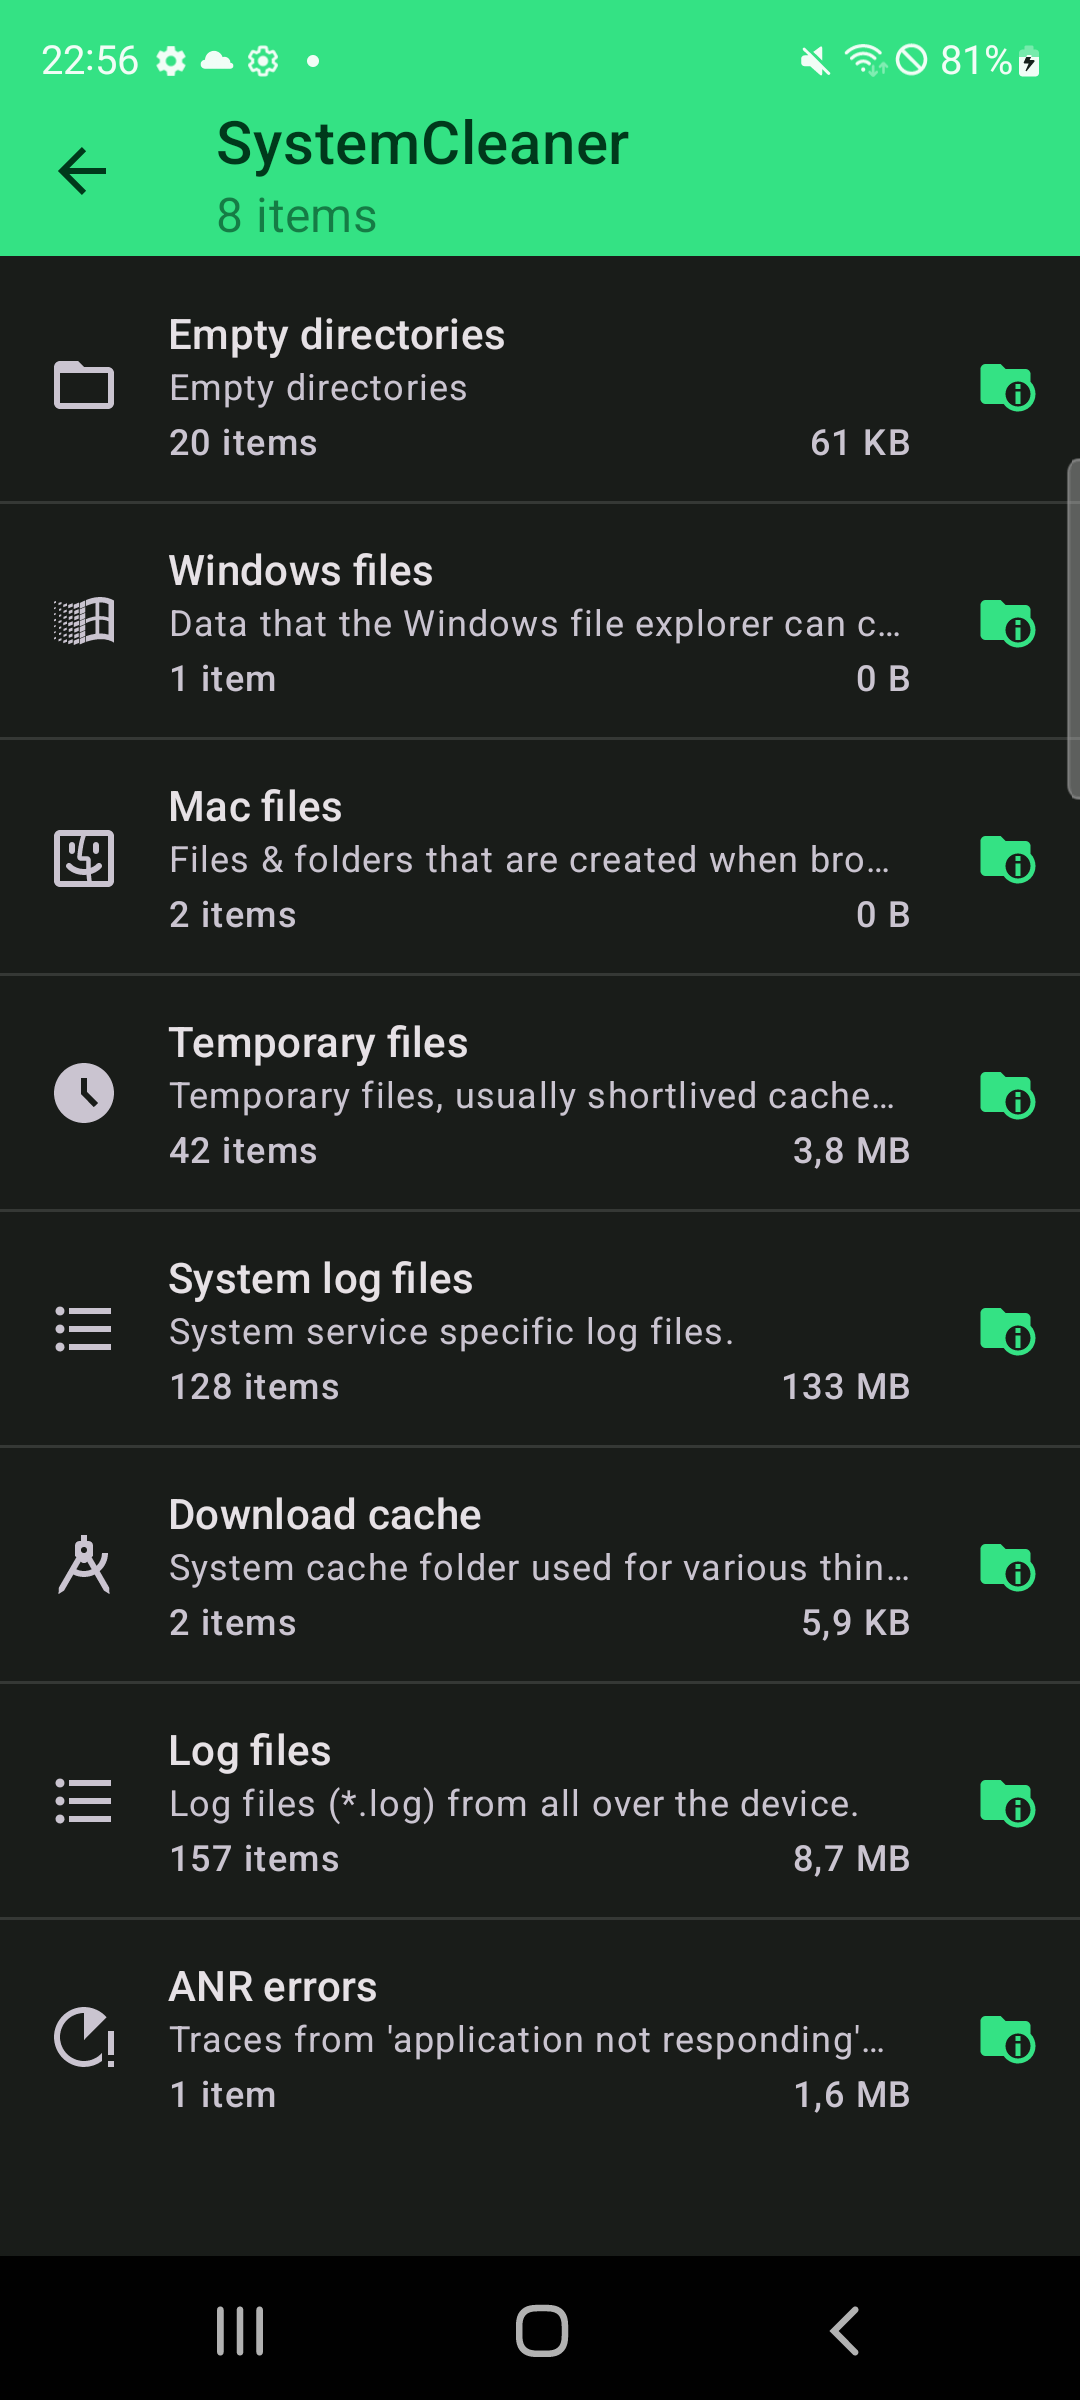 22:56
81%
SystemCleaner
8 items
Empty directories
Empty directories
20 items 61 KB
Windows files
Data that the Windows file explorer can c…
1 item 0 B
Mac files
Files & folders that are created when bro…
2 items 0 B
Temporary files
Temporary files, usually shortlived cache…
42 items 3,8 MB
System log files
System service specific log files.
128 items 133 MB
Download cache
System cache folder used for various thin…
2 items 5,9 KB
Log files
Log files (*.log) from all over the device.
157 items 8,7 MB
ANR errors
Traces from 'application not responding'…
1 item 1,6 MB